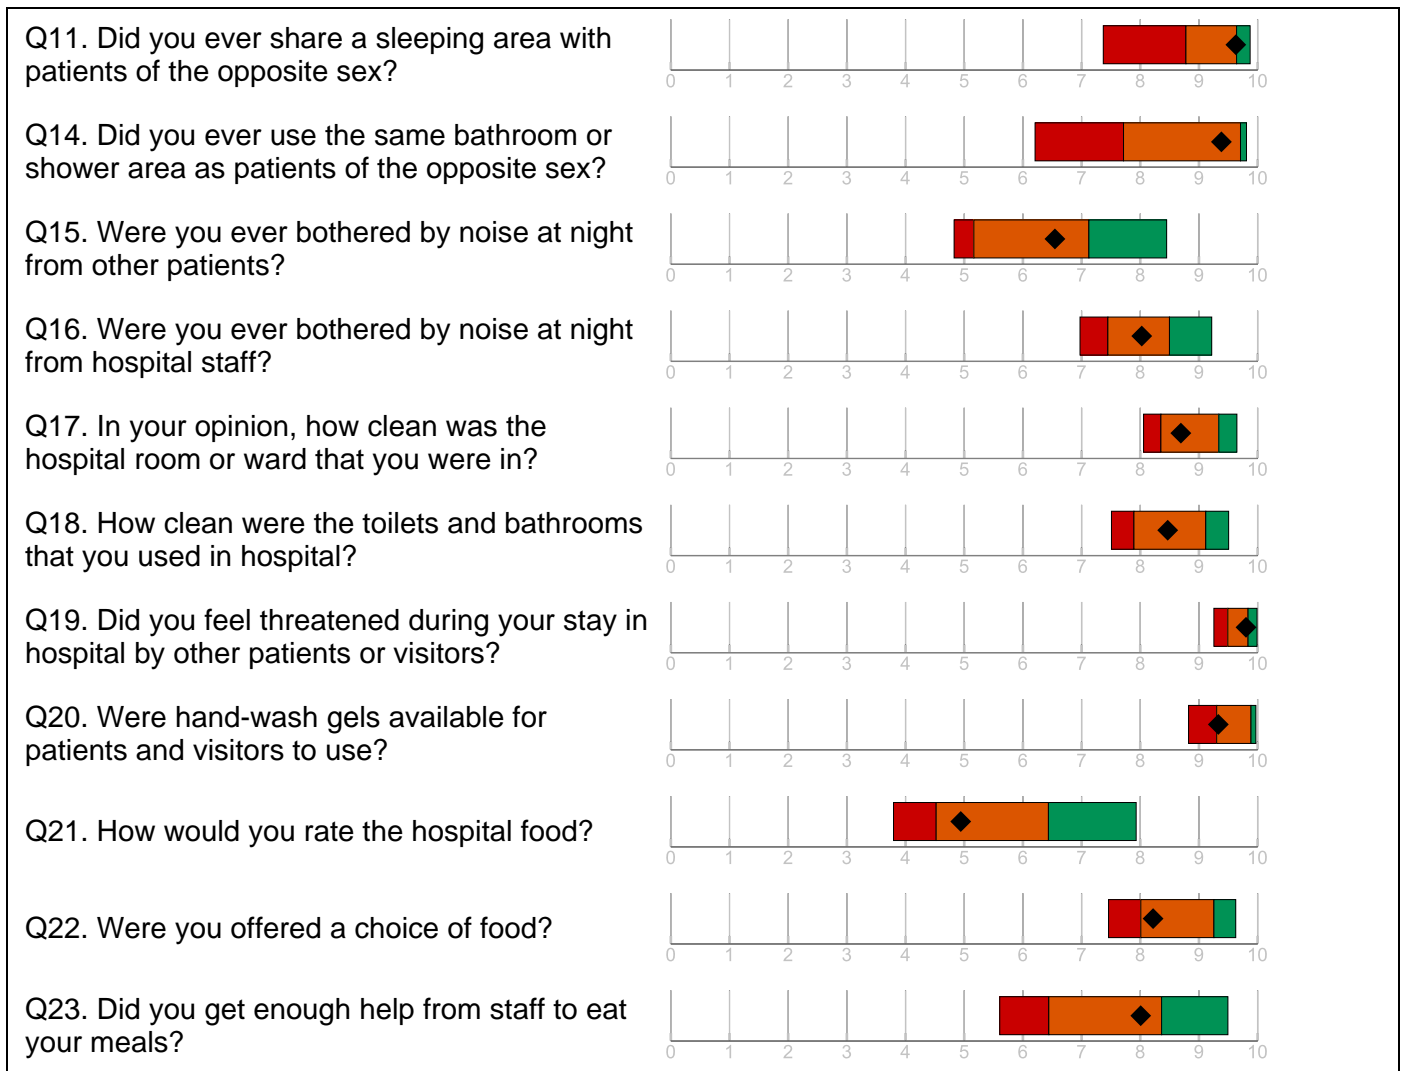 Q11. Did you ever share a sleeping area with
patients of the opposite sex?
0 1 2 3 4 5 6 7 8 9 10
Q14. Did you ever use the same bathroom or
shower area as patients of the opposite sex?
0 1 2 3 4 5 6 7 8 9 10
Q15. Were you ever bothered by noise at night
from other patients?
0 1 2 3 4 5 6 7 8 9 10
Q16. Were you ever bothered by noise at night
from hospital staff?
0 1 2 3 4 5 6 7 8 9 10
Q17. In your opinion, how clean was the
hospital room or ward that you were in?
0 1 2 3 4 5 6 7 8 9 10
Q18. How clean were the toilets and bathrooms
that you used in hospital?
0 1 2 3 4 5 6 7 8 9 10
Q19. Did you feel threatened during your stay in
hospital by other patients or visitors?
0 1 2 3 4 5 6 7 8 9 10
Q20. Were hand-wash gels available for
patients and visitors to use?
0 1 2 3 4 5 6 7 8 9 10
Q21. How would you rate the hospital food?
0 1 2 3 4 5 6 7 8 9 10
Q22. Were you offered a choice of food?
0 1 2 3 4 5 6 7 8 9 10
Q23. Did you get enough help from staff to eat
your meals?
0 1 2 3 4 5 6 7 8 9 10